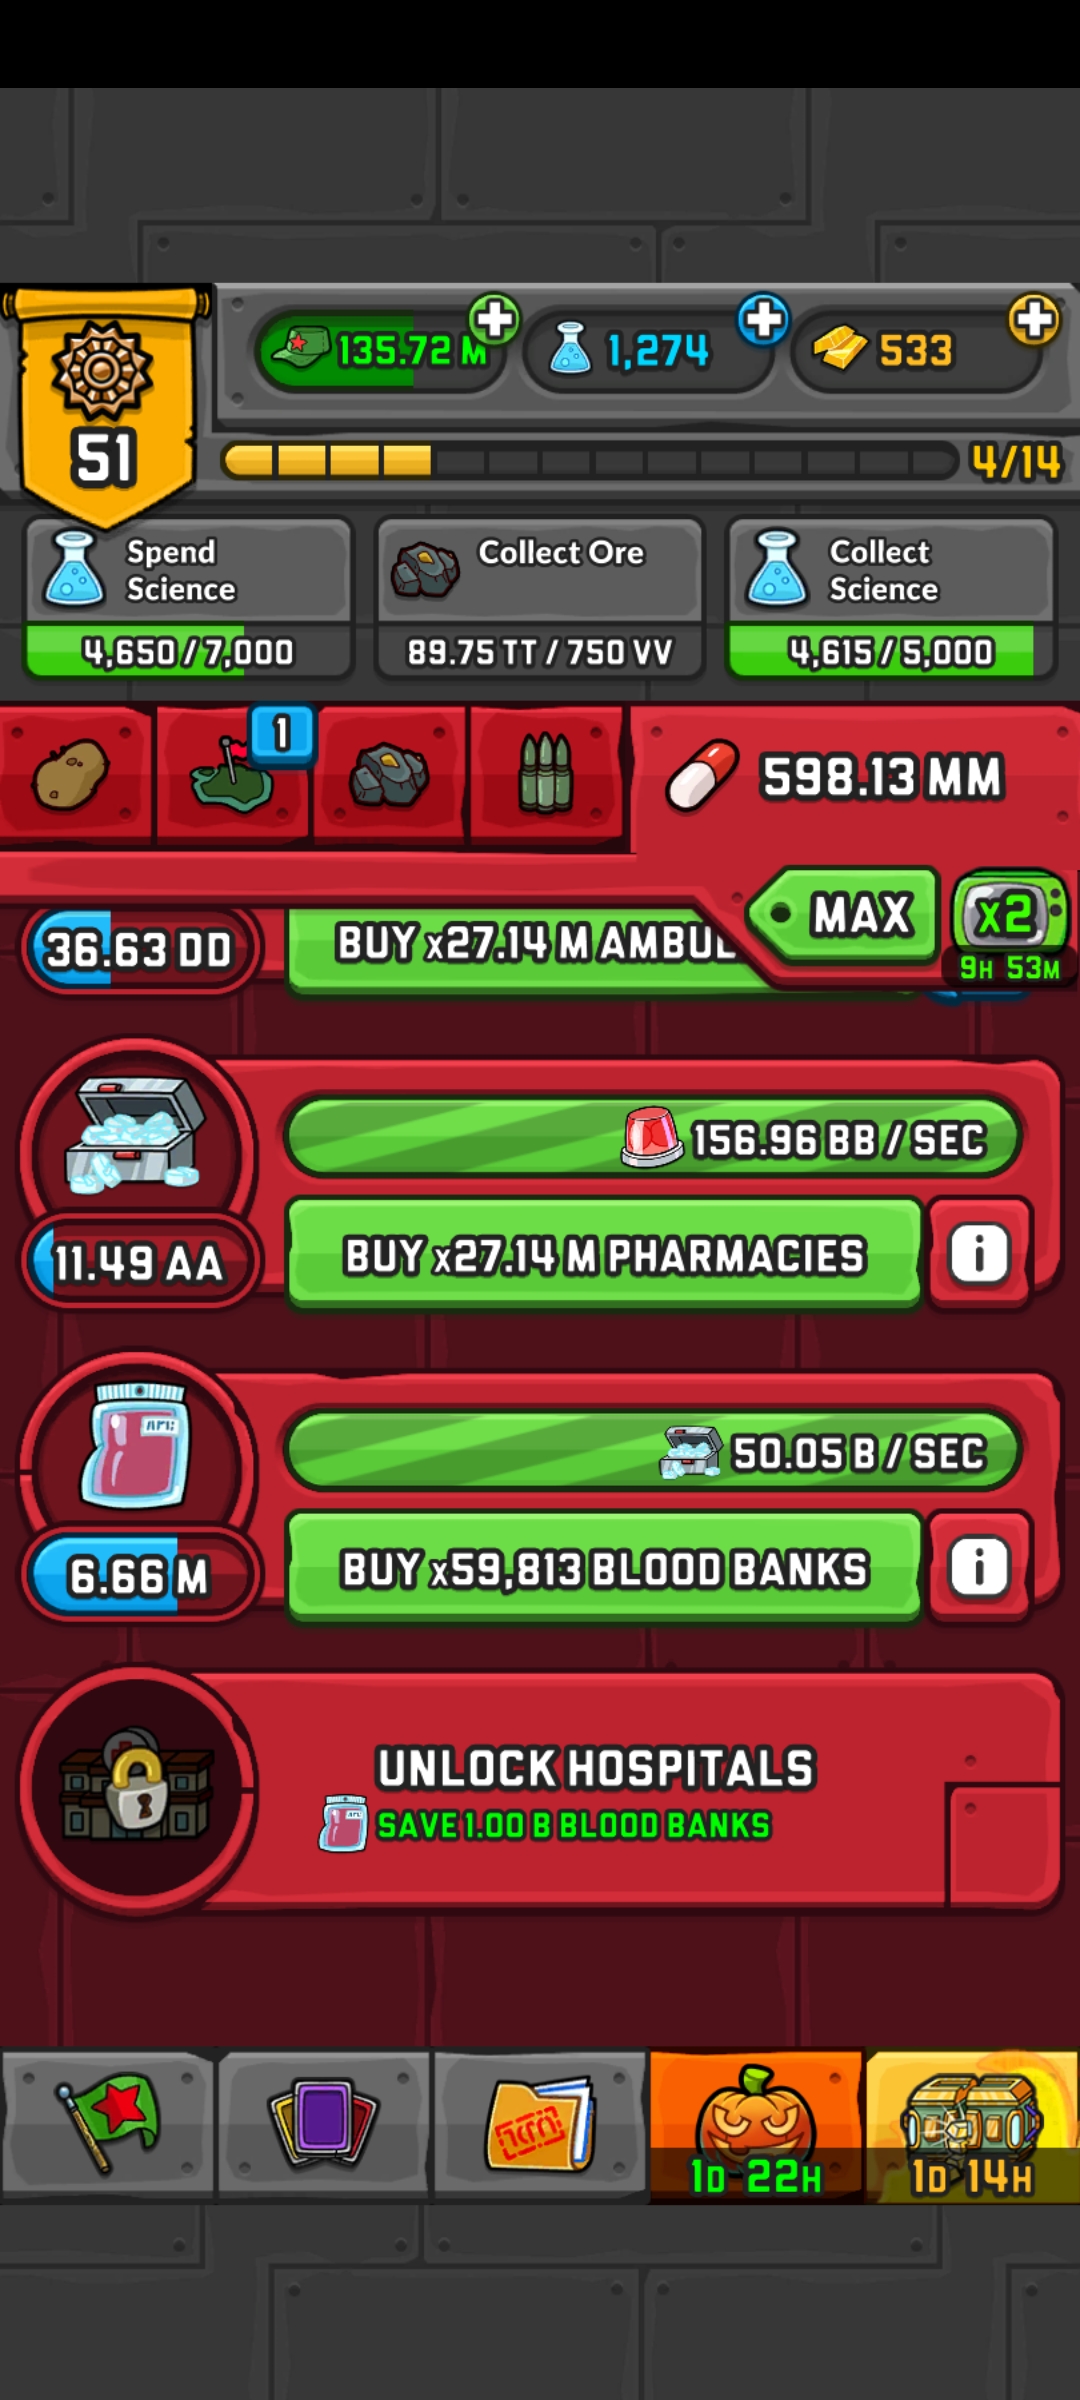 135.72 M
1,274
533
51
4/14
Spend
Science
4,650/7,000
Collect Ore
89.75 TT/750 VV
Collect
Science
4,615/5,000
1
598.13 MM
MAX
x2
9H 53M
36.63 DD
BUY x27.14 M AMBUL
156.96 BB/SEC
11.49 AA
BUY x27.14 M PHARMACIES
i
50.05 B/SEC
6.66 M
BUY x59,813 BLOOD BANKS
i
UNLOCK HOSPITALS
SAVE 1.00 B BLOOD BANKS
1D 22H
1D 14H